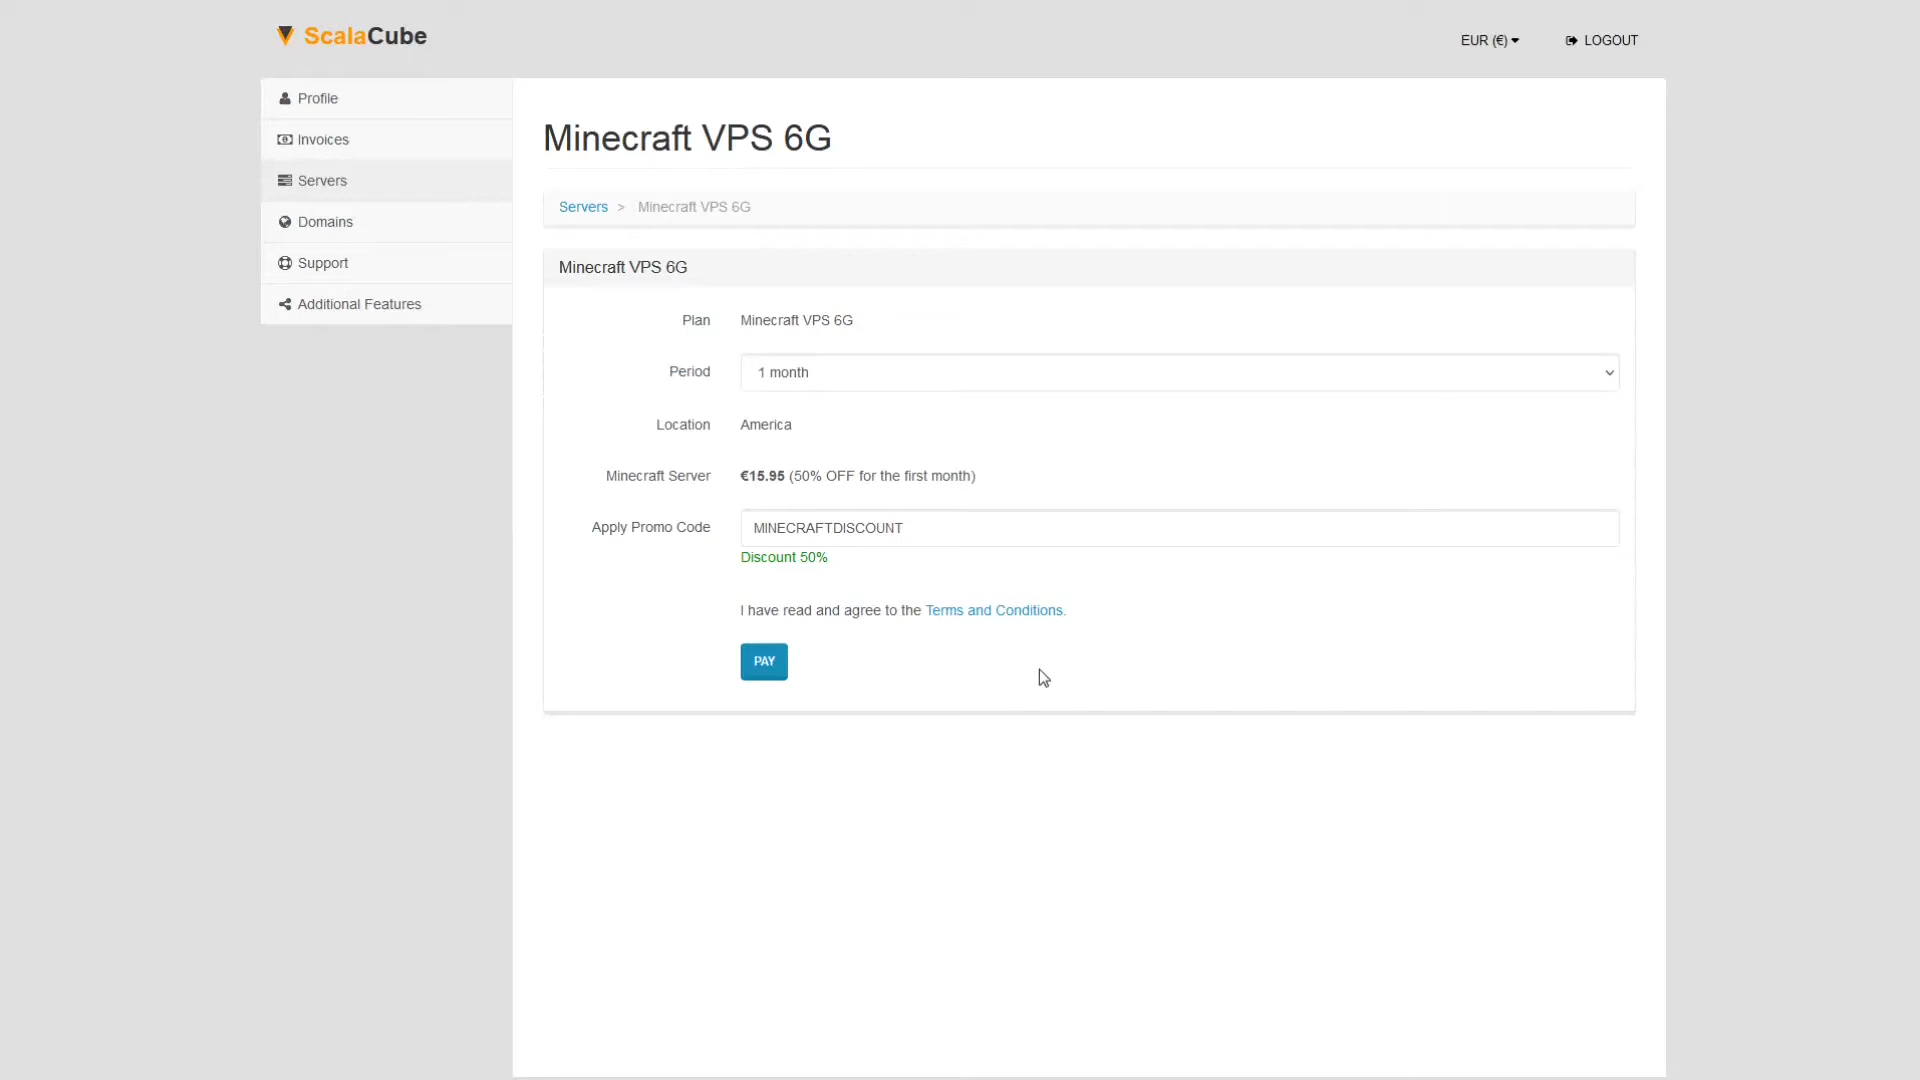 ScalaCube
EUR (€)
LOGOUT
Profile
Invoices
Servers
Domains
Support
Additional Features
Minecraft VPS 6G
Servers > Minecraft VPS 6G
Minecraft VPS 6G
Plan Minecraft VPS 6G
Period 1 month
Location America
Minecraft Server €15.95 (50% OFF for the first month)
Apply Promo Code MINECRAFTDISCOUNT
Discount 50%
I have read and agree to the Terms and Conditions.
PAY